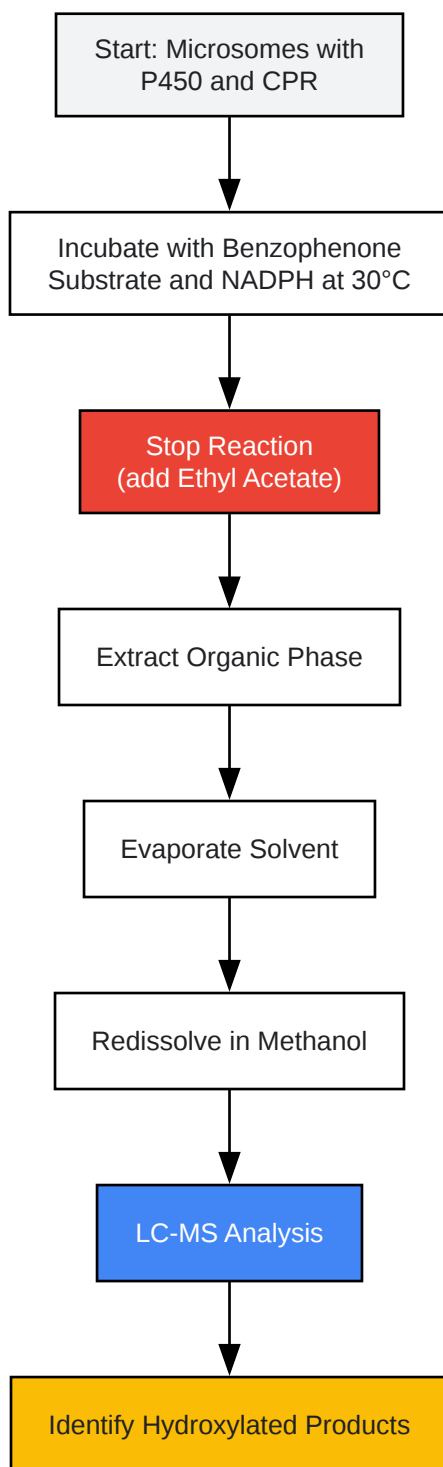 Start: Microsomes with
P450 and CPR
Incubate with Benzophenone
Substrate and NADPH at 30°C
Stop Reaction
(add Ethyl Acetate)
Extract Organic Phase
Evaporate Solvent
Redissolve in Methanol
LC-MS Analysis
Identify Hydroxylated Products